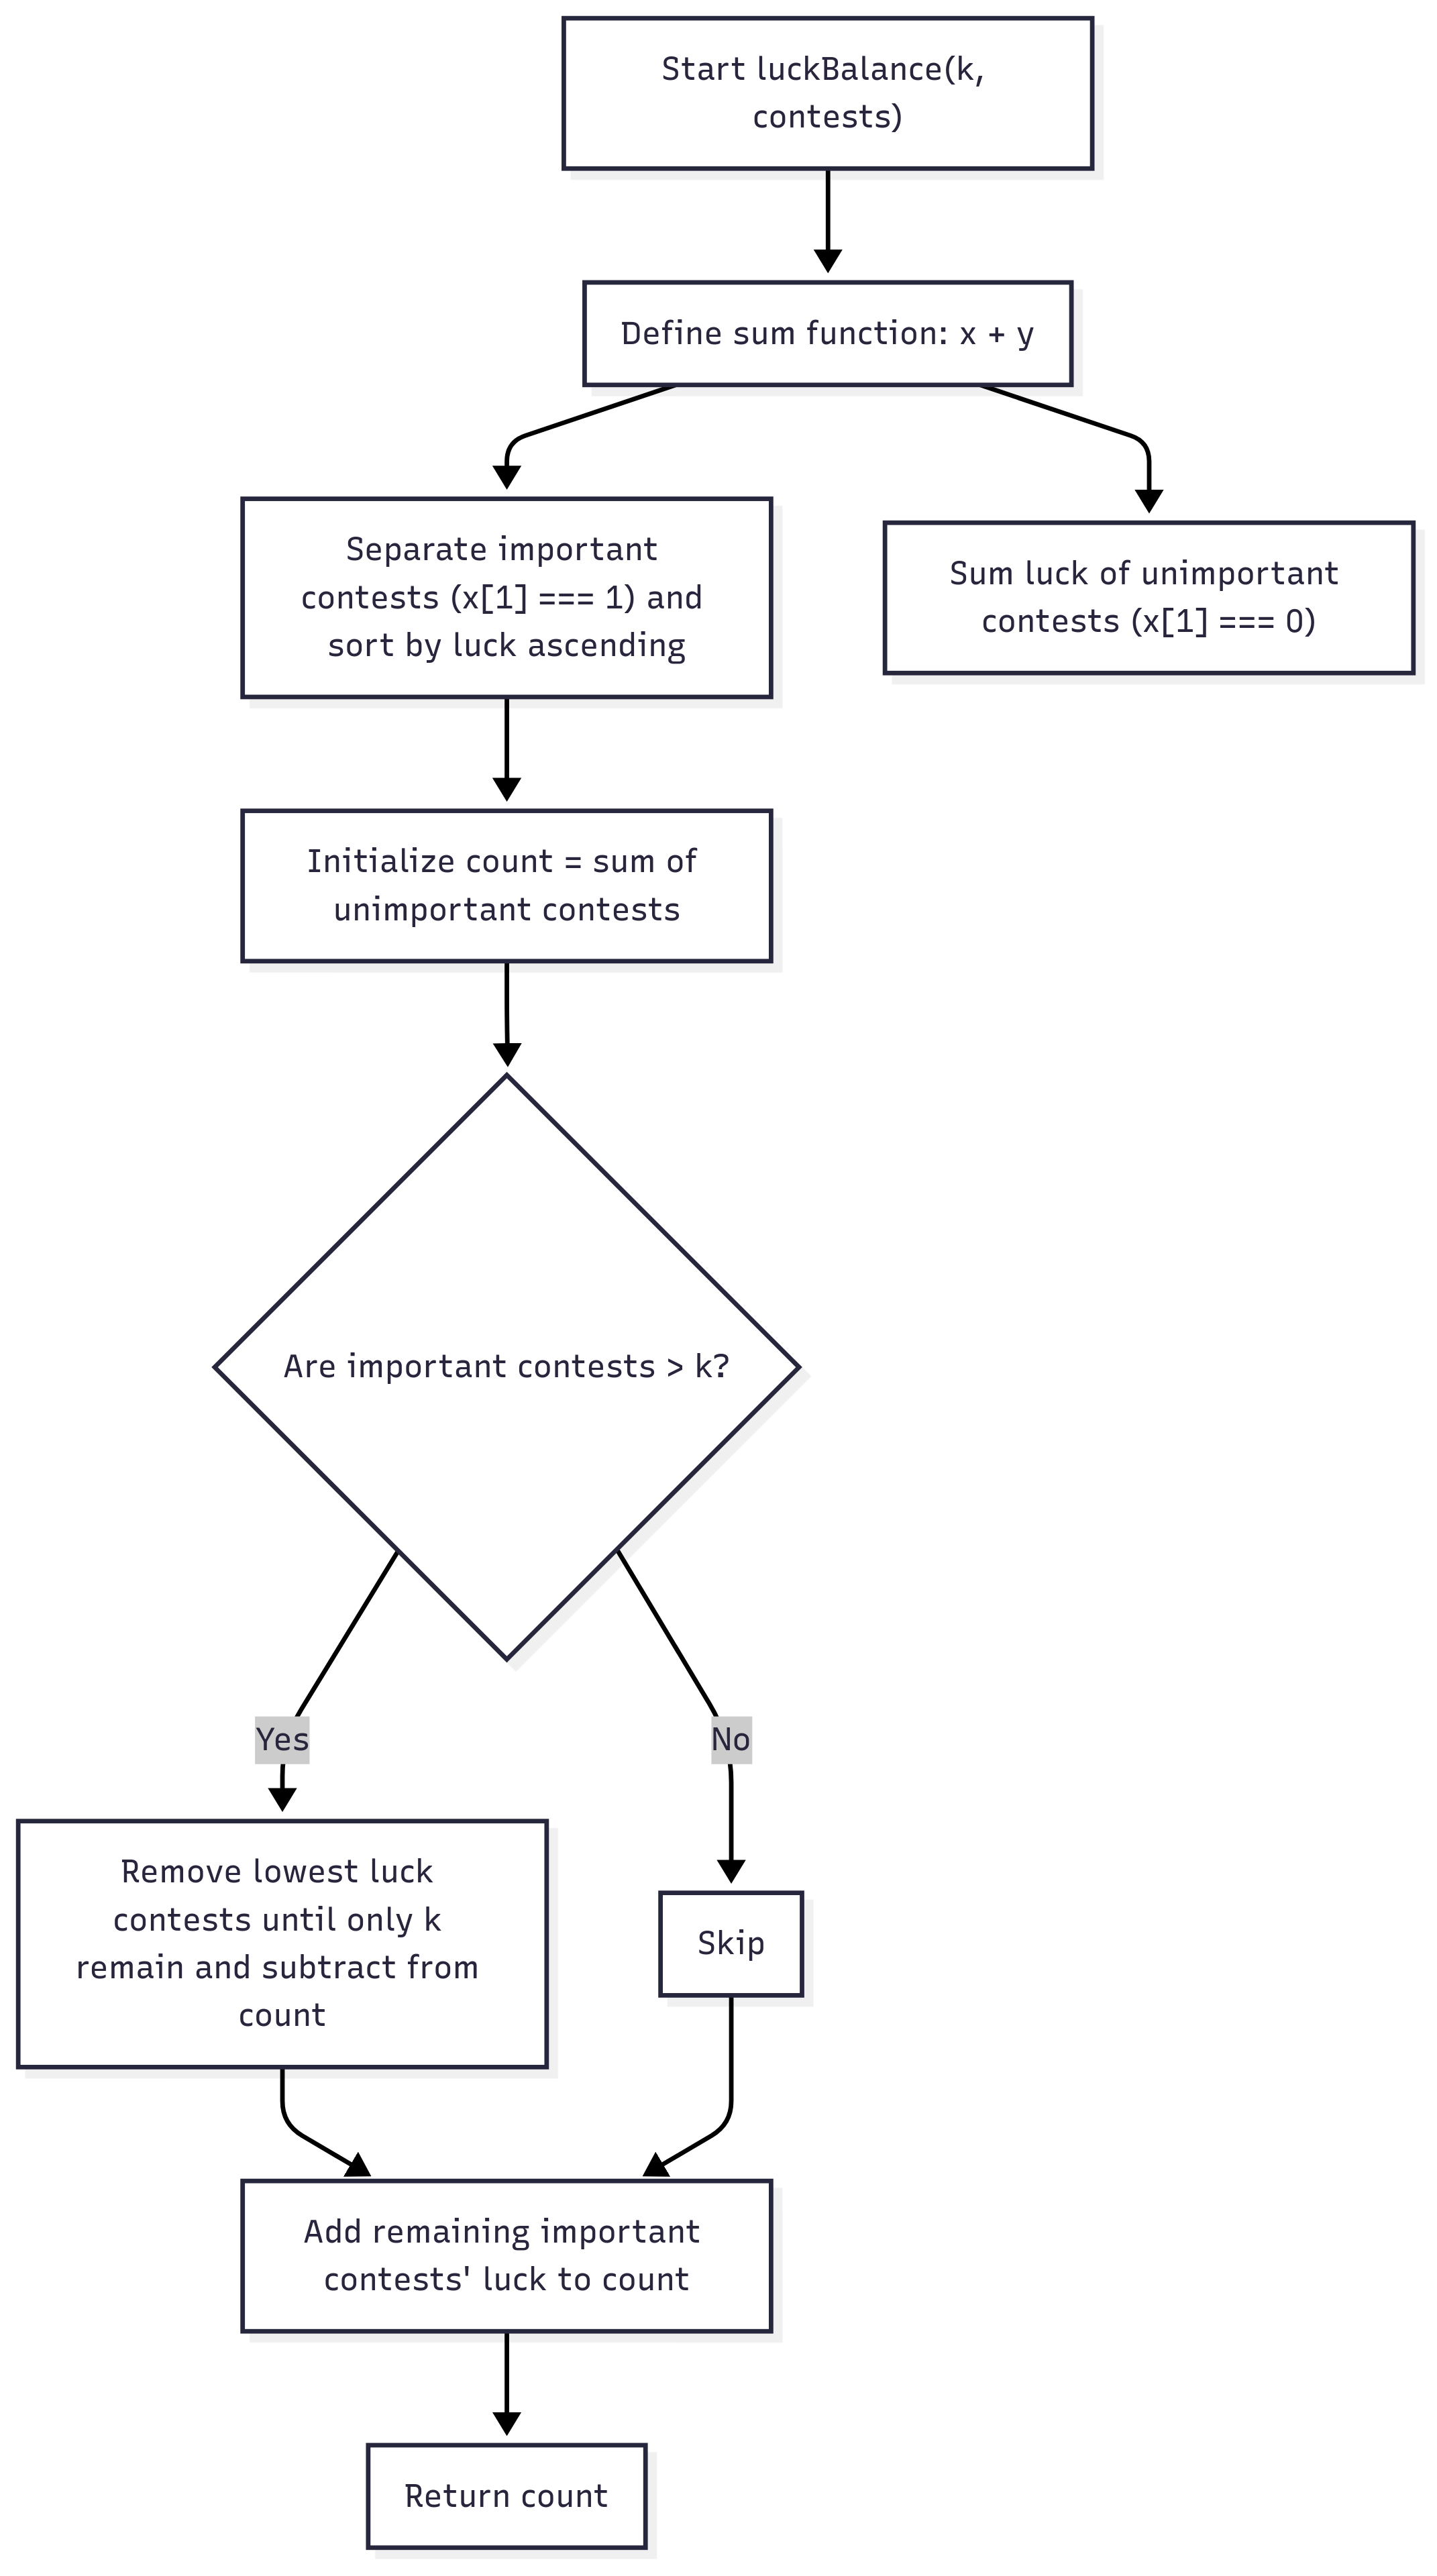 Start luckBalance(k,
contests)
Define sum function: x + y
Separate important
contests (x[1] === 1) and
sort by luck ascending
Sum luck of unimportant
contests (x[1] === 0)
Initialize count = sum of
unimportant contests
Are important contests > k?
Yes
No
Remove lowest luck
contests until only k
remain and subtract from
count
Skip
Add remaining important
contests' luck to count
Return count